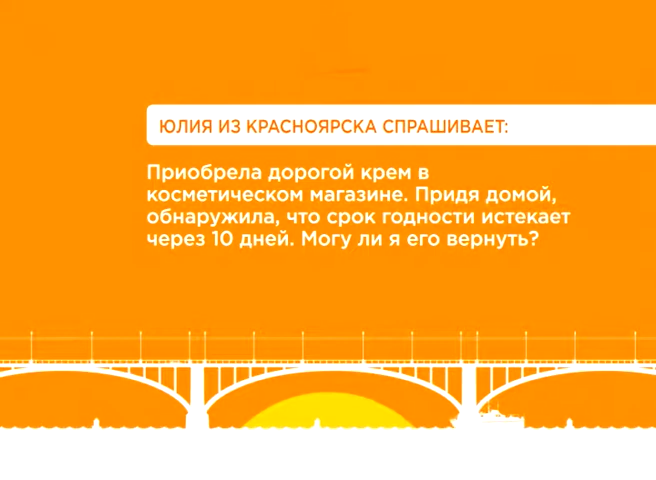 ЮЛИЯ ИЗ КРАСНОЯРСКА СПРАШИВАЕТ:
Приобрела дорогой крем в
косметическом магазине. Придя домой,
обнаружила, что срок годности истекает
через 10 дней. Могу ли я его вернуть?